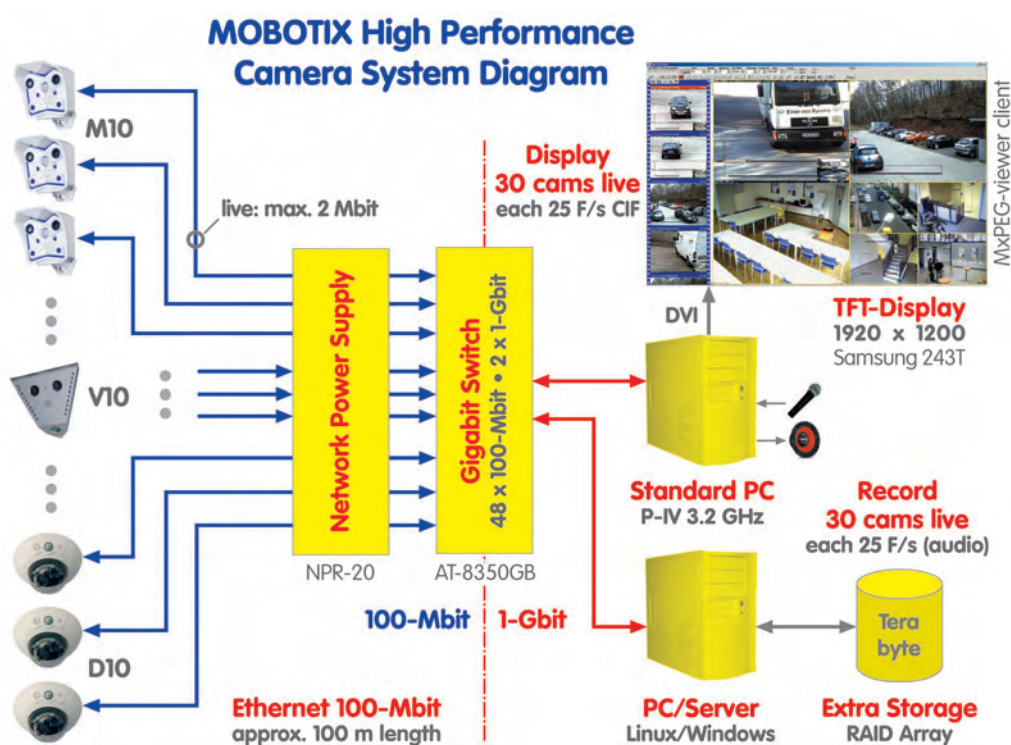 MOBOTIX High Performance
Camera System Diagram
M10
live: max. 2 Mbit
Display
30 cams live
each 25 F/s CIF
MxPEG-viewer client
V10
Network Power Supply
Gigabit Switch
48 x 100-Mbit • 2 x 1-Gbit
DVI
TFT-Display
1920 x 1200
Samsung 243T
Standard PC
P-IV 3.2 GHz
Record
30 cams live
each 25 F/s (audio)
NPR-20
AT-8350GB
100-Mbit
1-Gbit
Tera
byte
D10
Ethernet 100-Mbit
approx. 100 m length
PC/Server
Linux/Windows
Extra Storage
RAID Array